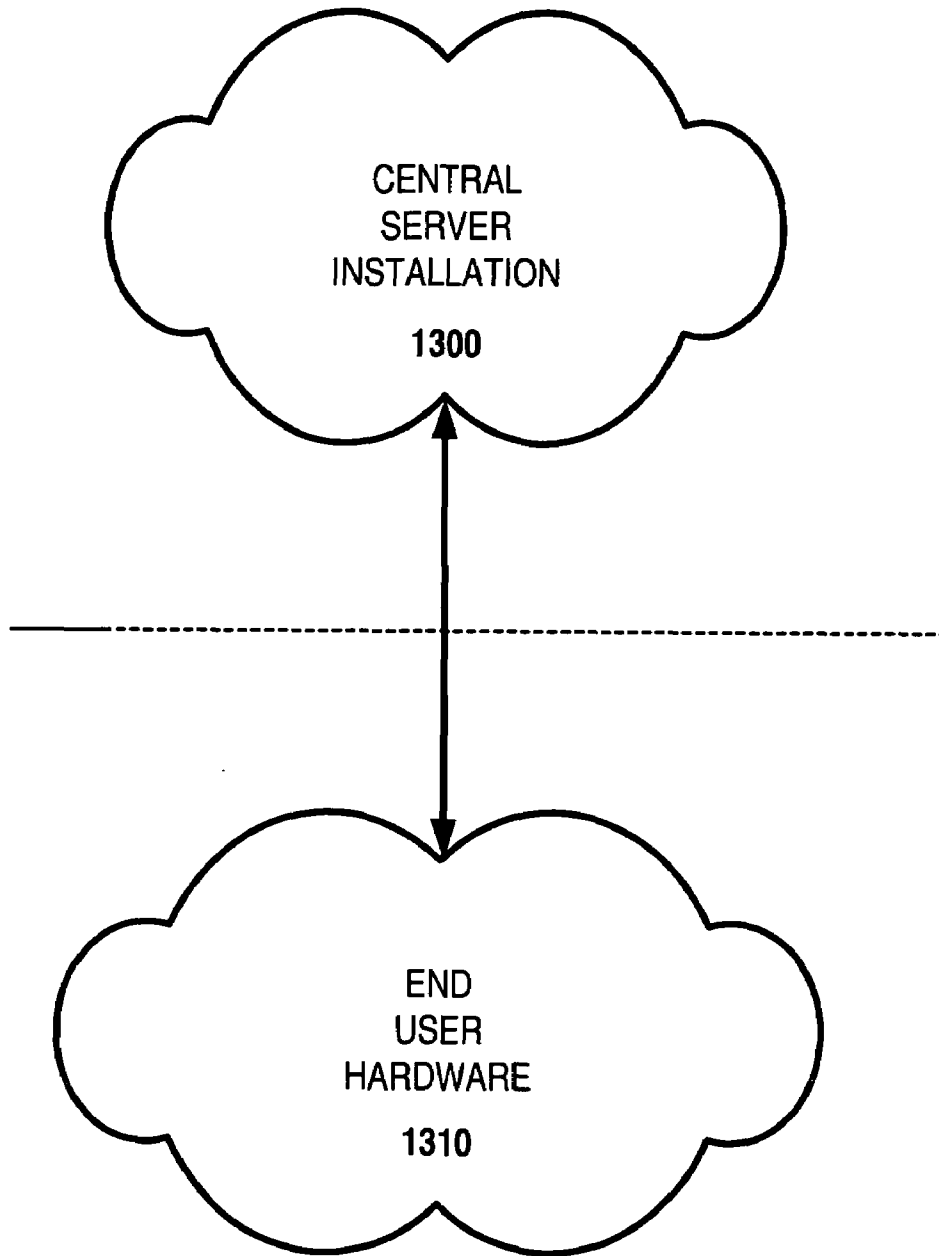 CENTRAL
SERVER
INSTALLATION
1300
END
USER
HARDWARE
1310